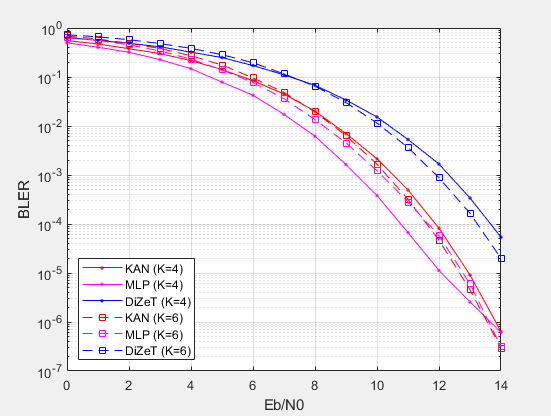 10^0
10^-1
10^-2
10^-3
10^-4
10^-5
10^-6
10^-7
BLER
KAN (K=4)
MLP (K=4)
DiZeT (K=4)
KAN (K=6)
MLP (K=6)
DiZeT (K=6)
0 2 4 6 8 10 12 14
Eb/N0